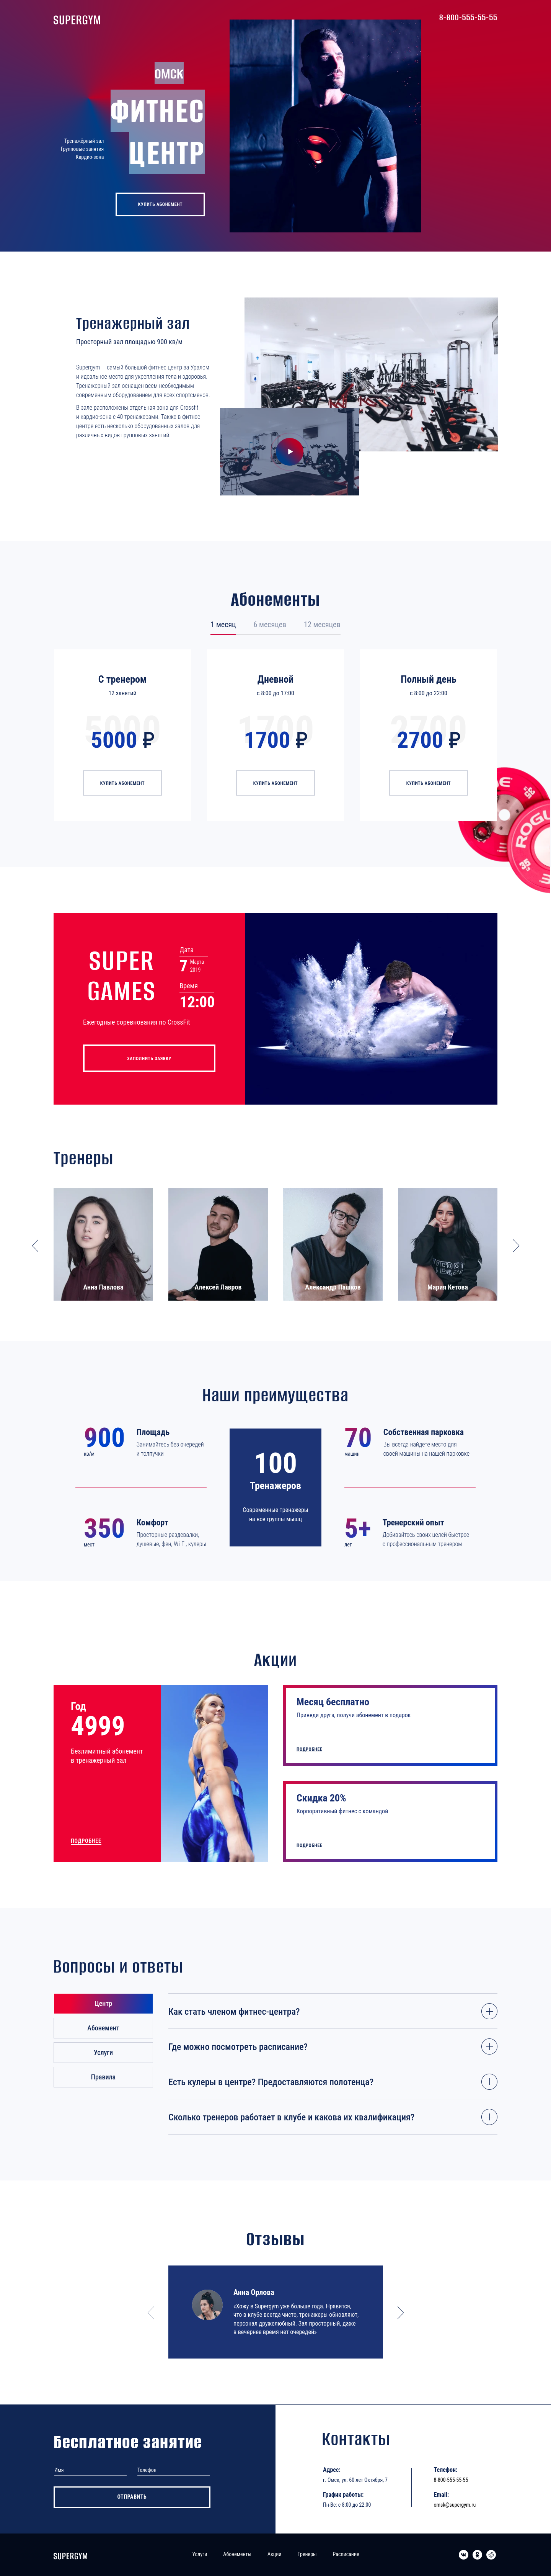 SUPERGYM
8-800-555-55-55
ОМСК
ФИТНЕС
ЦЕНТР
Тренажёрный зал
Групповые занятия
Кардио-зона
КУПИТЬ АБОНЕМЕНТ
Тренажерный зал
Просторный зал площадью 900 кв/м
Supergym — самый большой фитнес центр за Уралом
и идеальное место для укрепления тела и здоровья.
Тренажерный зал оснащен всем необходимым
современным оборудованием для всех спортсменов.
В зале расположены отдельная зона для Crossfit
и кардио-зона с 40 тренажерами. Также в фитнес
центре есть несколько оборудованных залов для
различных видов групповых занятий.
Абонементы
1 месяц
6 месяцев
12 месяцев
С тренером
12 занятий
5000
5000 ₽
КУПИТЬ АБОНЕМЕНТ
Дневной
с 8:00 до 17:00
1700
1700 ₽
КУПИТЬ АБОНЕМЕНТ
Полный день
с 8:00 до 22:00
2700
2700 ₽
КУПИТЬ АБОНЕМЕНТ
ROGUE
SUPER
GAMES
Дата
7 Марта
2019
Время
12:00
Ежегодные соревнования по CrossFit
ЗАПОЛНИТЬ ЗАЯВКУ
Тренеры
Анна Павлова
Алексей Лавров
Александр Пашков
Мария Кетова
Наши преимущества
900
кв/м
Площадь
Занимайтесь без очередей
и толпучки
350
мест
Комфорт
Просторные раздевалки,
душевые, фен, Wi-Fi, кулеры
100
Тренажеров
Современные тренажеры
на все группы мышц
70
машин
Собственная парковка
Вы всегда найдете место для
своей машины на нашей парковке
5+
лет
Тренерский опыт
Добивайтесь своих целей быстрее
с профессиональным тренером
Акции
Год
4999
Безлимитный абонемент
в тренажерный зал
ПОДРОБНЕЕ
Месяц бесплатно
Приведи друга, получи абонемент в подарок
ПОДРОБНЕЕ
Скидка 20%
Корпоративный фитнес с командой
ПОДРОБНЕЕ
Вопросы и ответы
Центр
Абонемент
Услуги
Правила
Как стать членом фитнес-центра?
Где можно посмотреть расписание?
Есть кулеры в центре? Предоставляются полотенца?
Сколько тренеров работает в клубе и какова их квалификация?
Отзывы
Анна Орлова
«Хожу в Supergym уже больше года. Нравится,
что в клубе всегда чисто, тренажеры обновляют,
персонал дружелюбный. Зал просторный, даже
в вечернее время нет очередей»
Бесплатное занятие
Имя
Телефон
ОТПРАВИТЬ
Контакты
Адрес:
г. Омск, ул. 60 лет Октября, 7
График работы:
Пн-Вс: с 8:00 до 22:00
Телефон:
8-800-555-55-55
Email:
omsk@supergym.ru
SUPERGYM
Услуги
Абонементы
Акции
Тренеры
Расписание